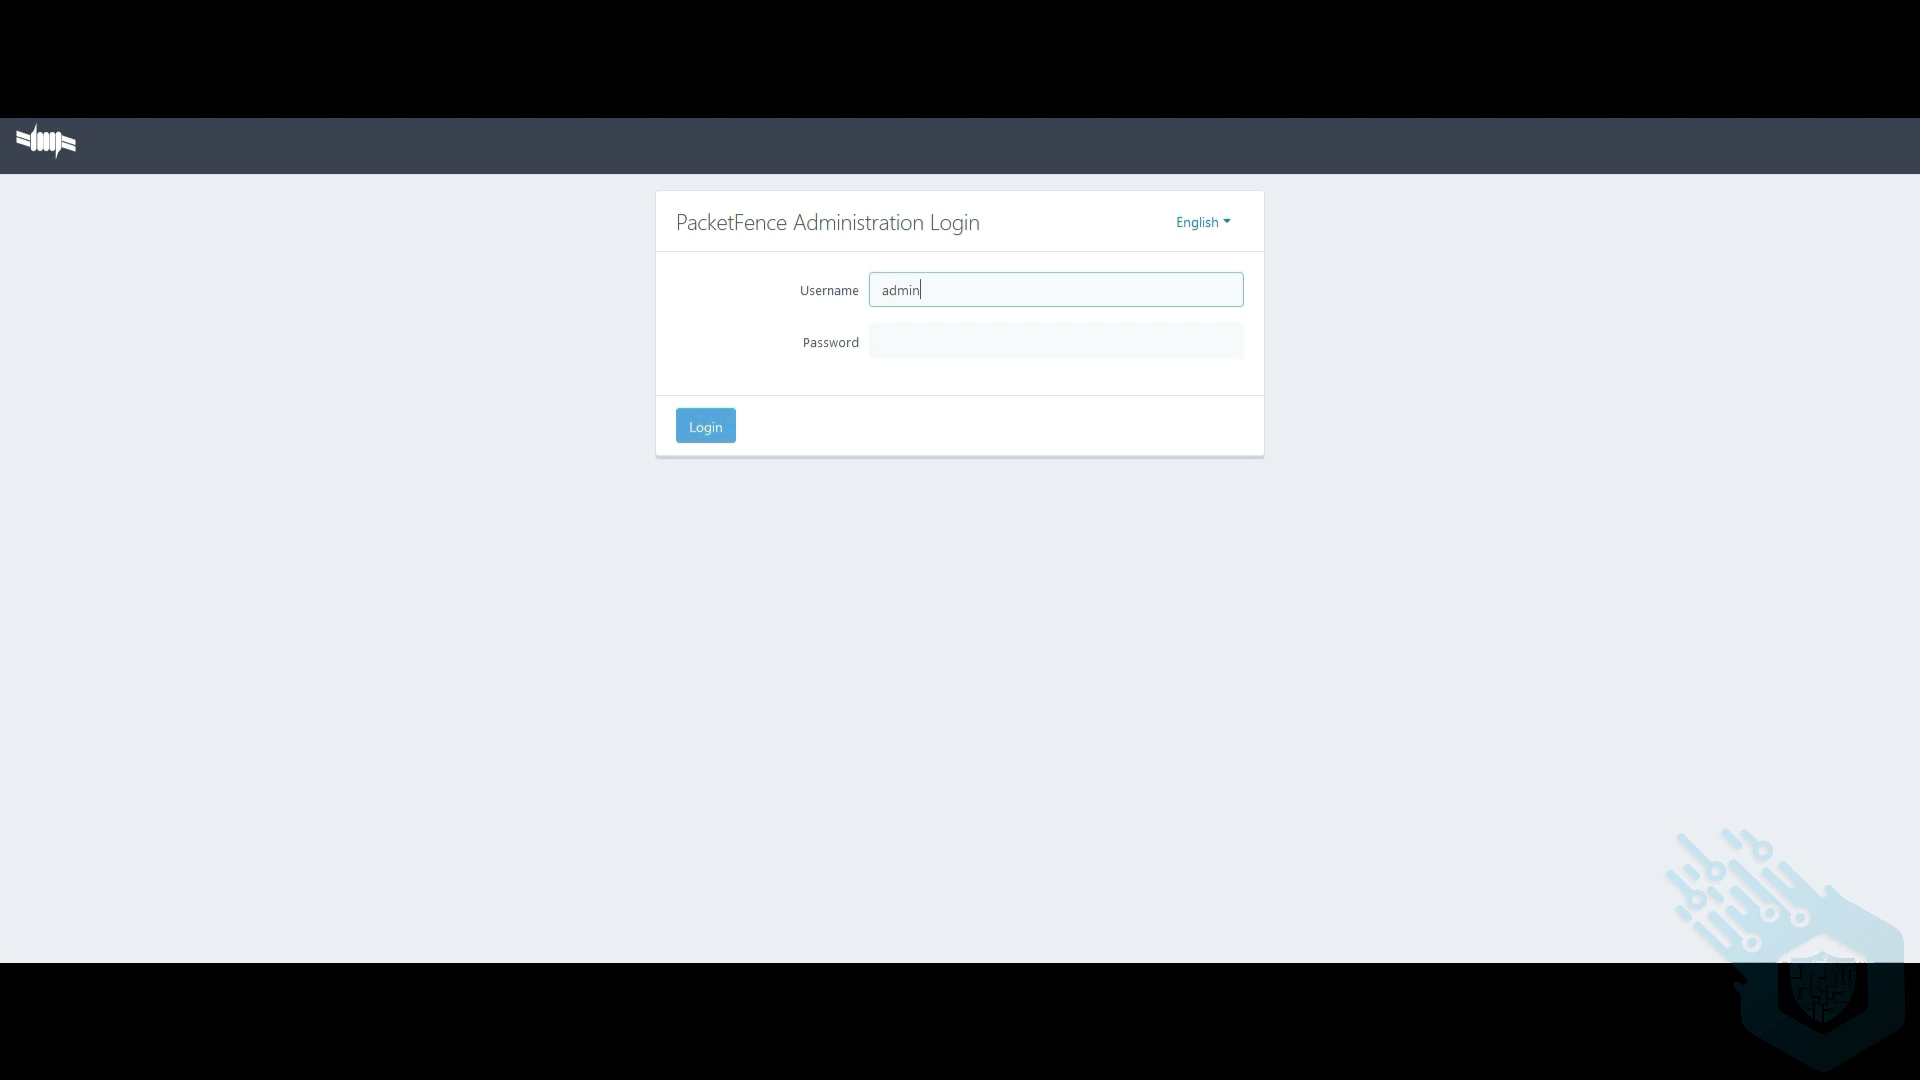 PacketFence Administration Login
English
Username
admin
Password
Login